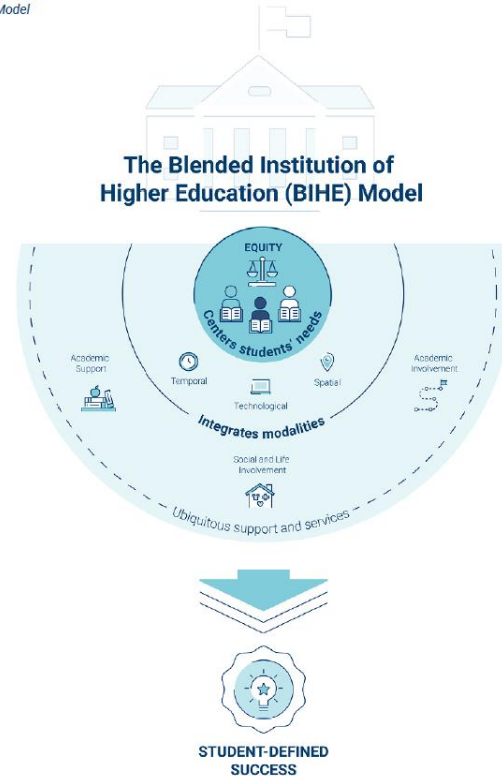 Model
The Blended Institution of
Higher Education (BIHE) Model
EQUITY
Centers students' needs
Academic
Support
Temporal
Technological
Spatial
Academic
Involvement
Integrates modalities
Social and Life
Involvement
Ubiquitous support and services
STUDENT-DEFINED
SUCCESS